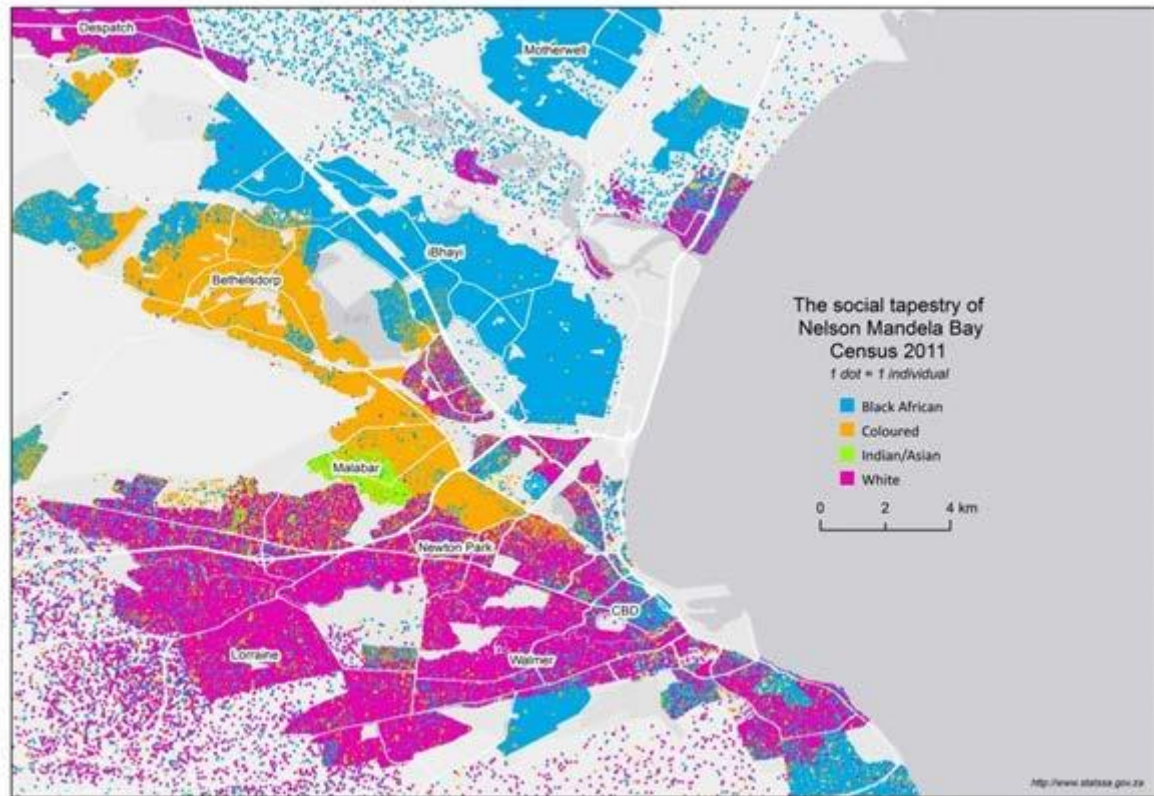 Despatch
Motherwell
iBhayi
Bethelsdorp
The social tapestry of
Nelson Mandela Bay
Census 2011
1 dot = 1 individual
Black African
Coloured
Indian/Asian
White
0 2 4 km
Malabar
Newton Park
CBD
Lorraine
Walmer
http://www.statssa.gov.za